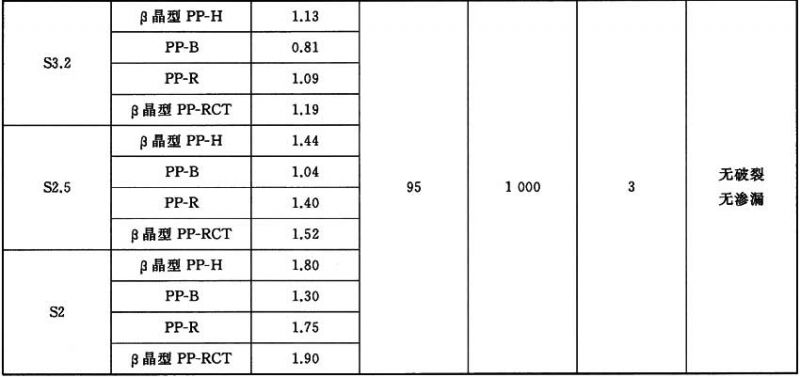 S3.2
β晶型 PP-H 1.13
PP-B 0.81
PP-R 1.09
β晶型 PP-RCT 1.19
S2.5
β晶型 PP-H 1.44
PP-B 1.04
PP-R 1.40
β晶型 PP-RCT 1.52
S2
β晶型 PP-H 1.80
PP-B 1.30
PP-R 1.75
β晶型 PP-RCT 1.90
95
1 000
3
无破裂
无渗漏